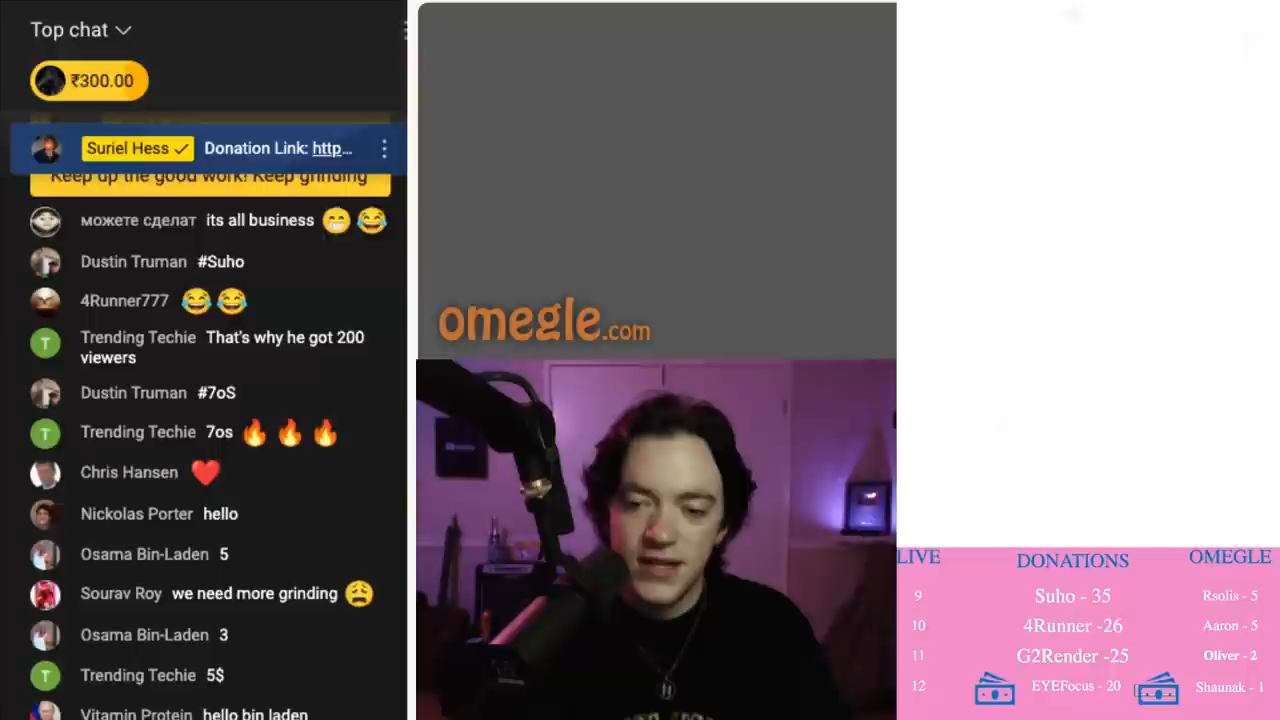 Top chat
₹300.00
Suriel Hess Donation Link: http...
Keep up the good work! Keep grinding
можете сделат its all business
Dustin Truman #Suho
4Runner777
Trending Techie That's why he got 200
viewers
Dustin Truman #7oS
T
Trending Techie 7os
T
Chris Hansen
Nickolas Porter hello
Osama Bin-Laden 5
Sourav Roy we need more grinding
Osama Bin-Laden 3
Trending Techie 5$
T
Vitamin Protein hello bin laden
omegle.com
LIVE DONATIONS OMEGLE
9 Suho - 35 Rsolis - 5
10 4Runner -26 Aaron - 5
11 G2Render -25 Oliver - 2
12 EYEFocus - 20 Shaunak - 1